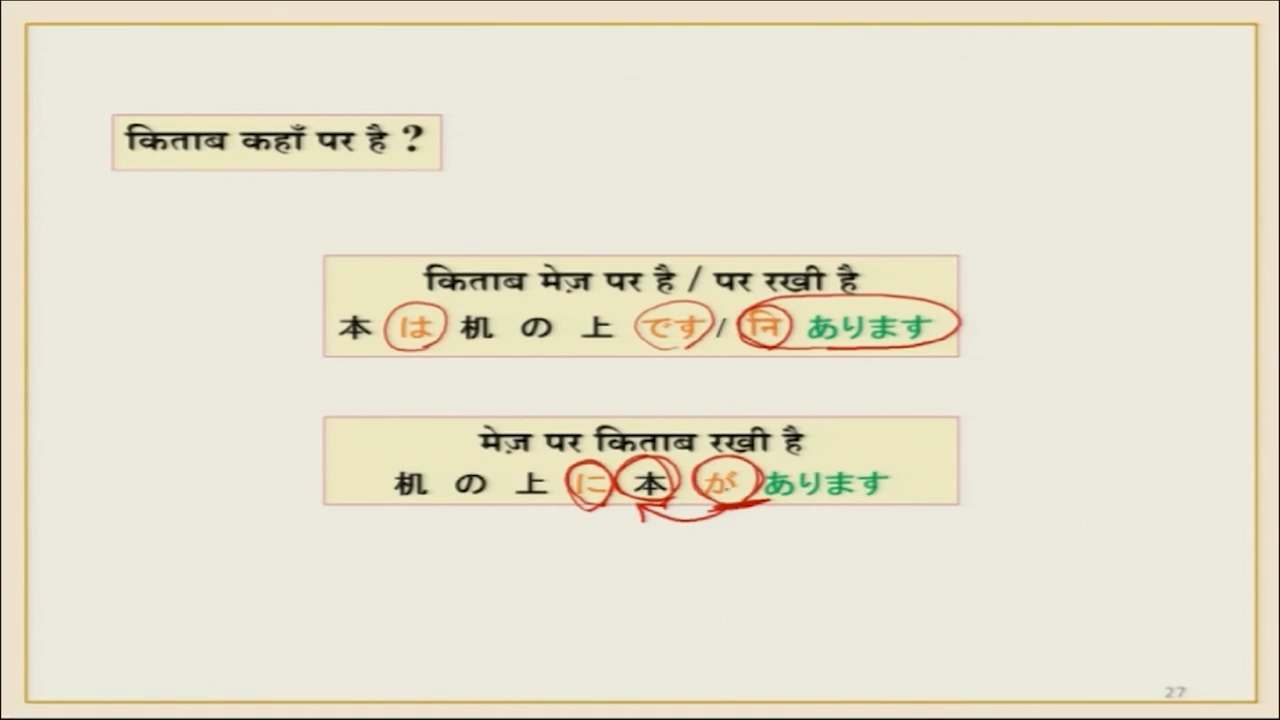 किताब कहाँ पर है ?
किताब मेज़ पर है / पर रखी है
本 は 机 の 上 です / नि あります
मेज़ पर किताब रखी है
机 の 上 に 本 が あります
27